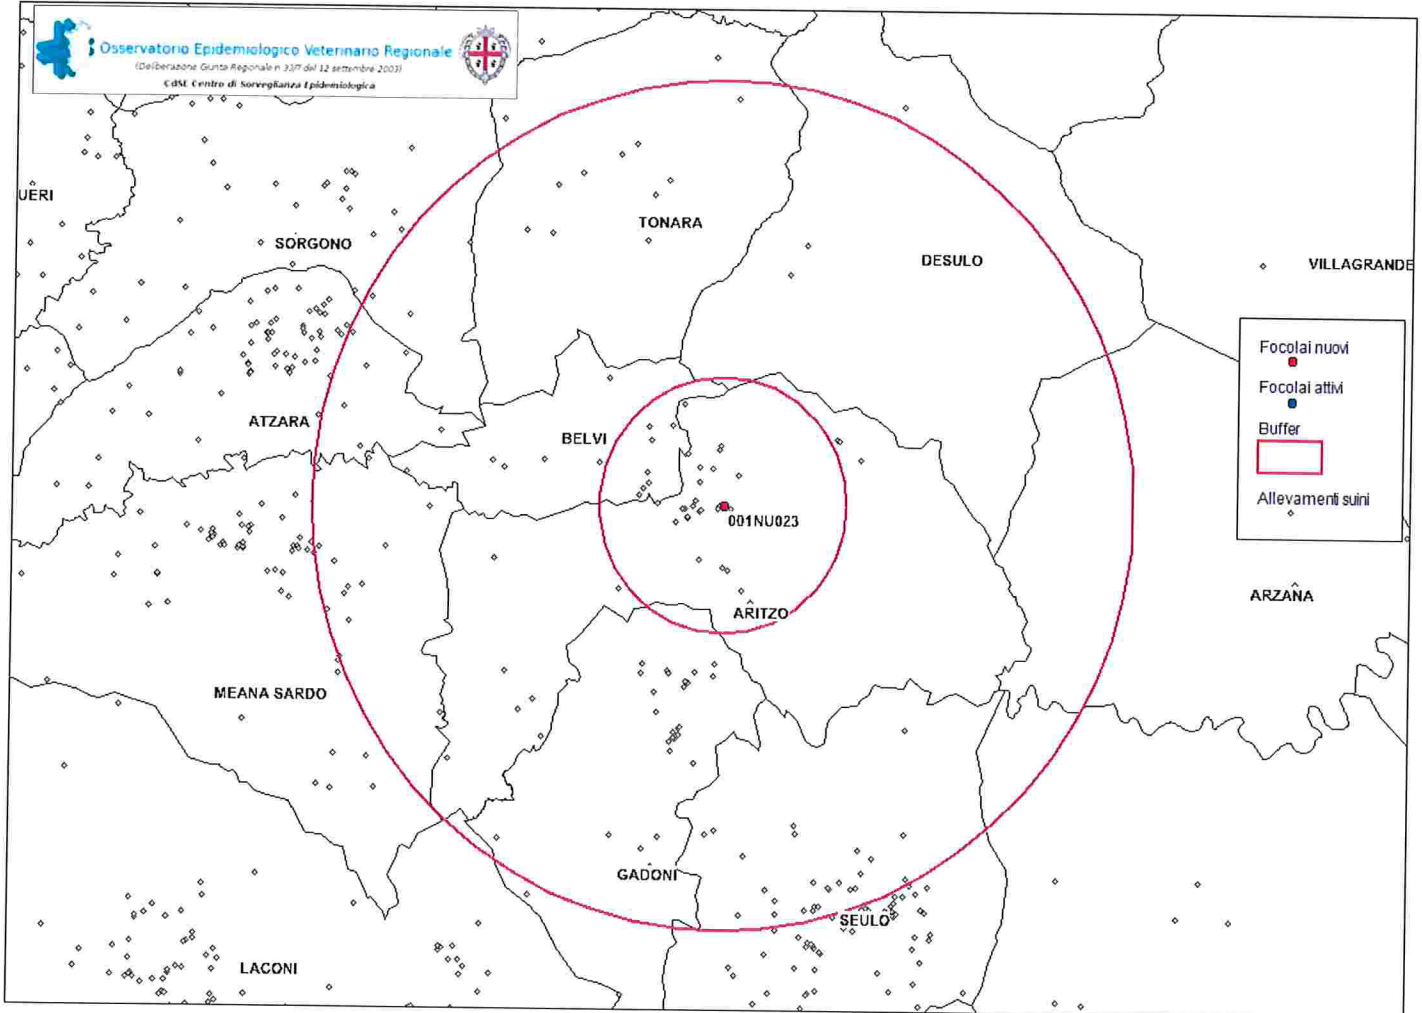 Osservatorio Epidemiologico Veterinario Regionale
(Deliberazione Giunta Regionale n 33/7 del 12 settembre 2003)
CdSE Centro di Sorveglianza Epidemiologica
UERI
SORGONO
TONARA
DESULO
VILLAGRANDE
Focolai nuovi
Focolai attivi
Buffer
Allevamenti suini
ATZARA
BELVI
001NU023
ARITZO
ARZANA
MEANA SARDO
GADONI
SEULO
LACONI